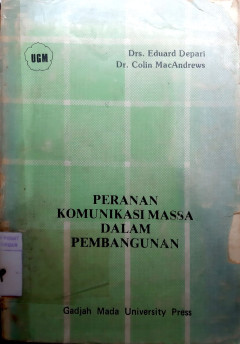 UGM
Drs. Eduard Depari
Dr. Colin MacAndrews
PERANAN
KOMUNIKASI MASSA
DALAM
PEMBANGUNAN
Gadjah Mada University Press